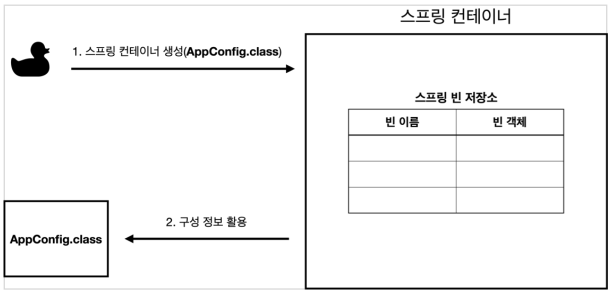 스프링 컨테이너
1. 스프링 컨테이너 생성(AppConfig.class)
스프링 빈 저장소
빈 이름
빈 객체
2. 구성 정보 활용
AppConfig.class